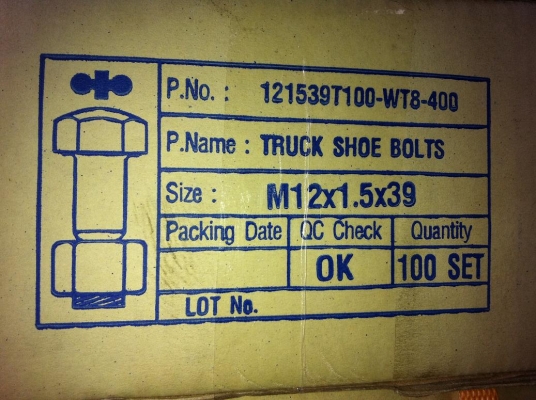 P.No. : 121539T100-WT8-400
P.Name : TRUCK SHOE BOLTS
Size : M12x1.5x39
Packing Date QC Check Quantity
OK 100 SET
LOT No.